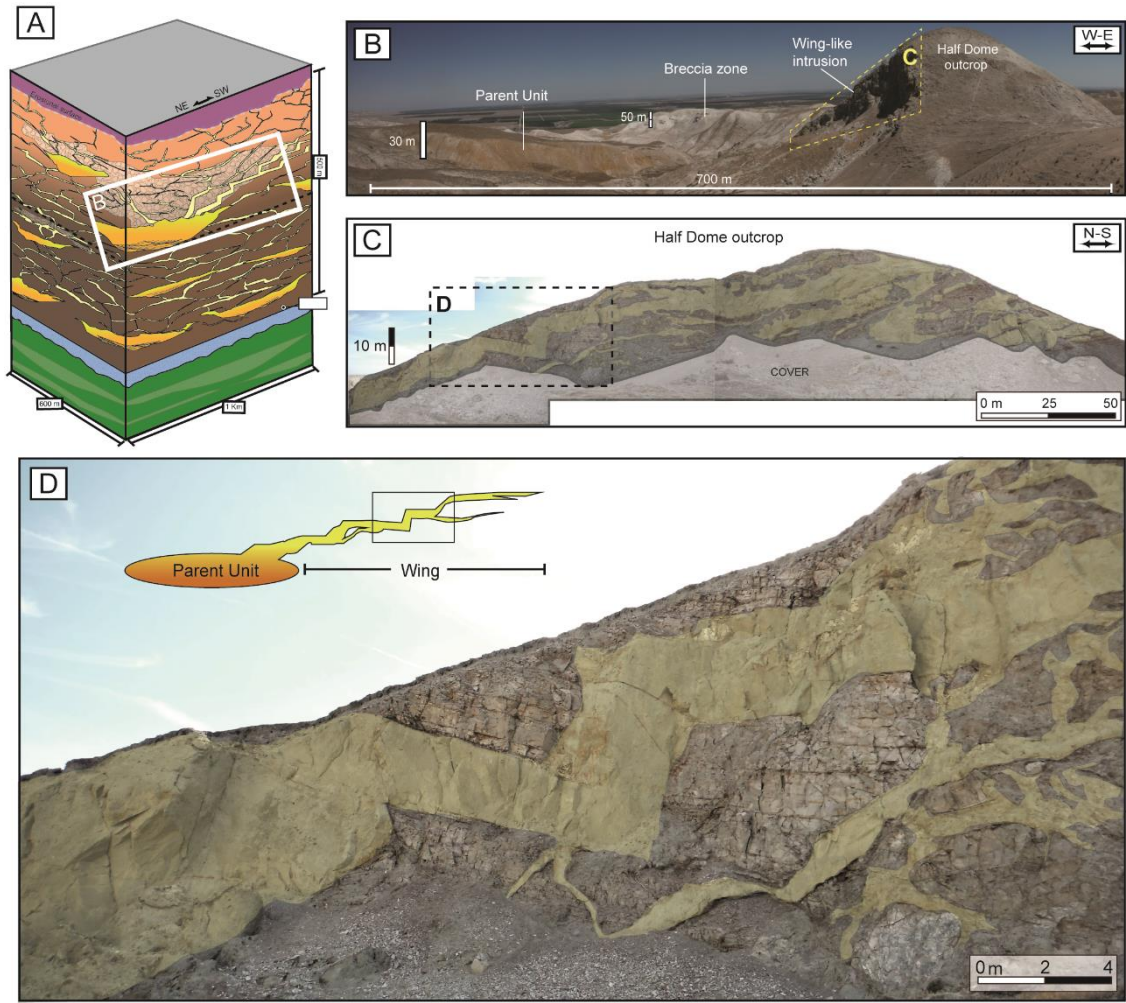 A
NE
SW
B
600 m
1 Km
B
W-E
Wing-like
intrusion
C
Half Dome
outcrop
Breccia zone
Parent Unit
50 m
30 m
700 m
C
Half Dome outcrop
N-S
D
10 m
COVER
0 m
25
50
D
Parent Unit
Wing
0 m
2
4